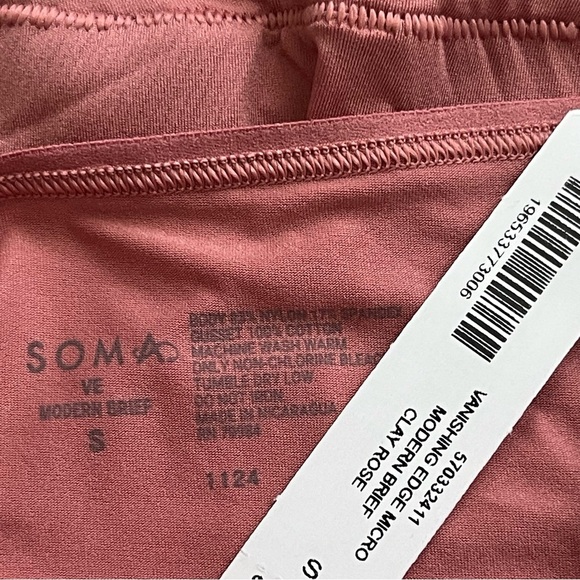 SOMA
VE
MODERN BRIEF
S
BODY 83% NYLON 17% SPANDEX
GUSSET 100% COTTON
MACHINE WASH WARM
ONLY NON-CHLORINE BLEAC
TUMBLE DRY LOW
DO NOT IRON
MADE IN NICARAGUA
RN
1124
196533773006
570332411
VANISHING EDGE MICRO
MODERN BRIEF
CLAY ROSE
S